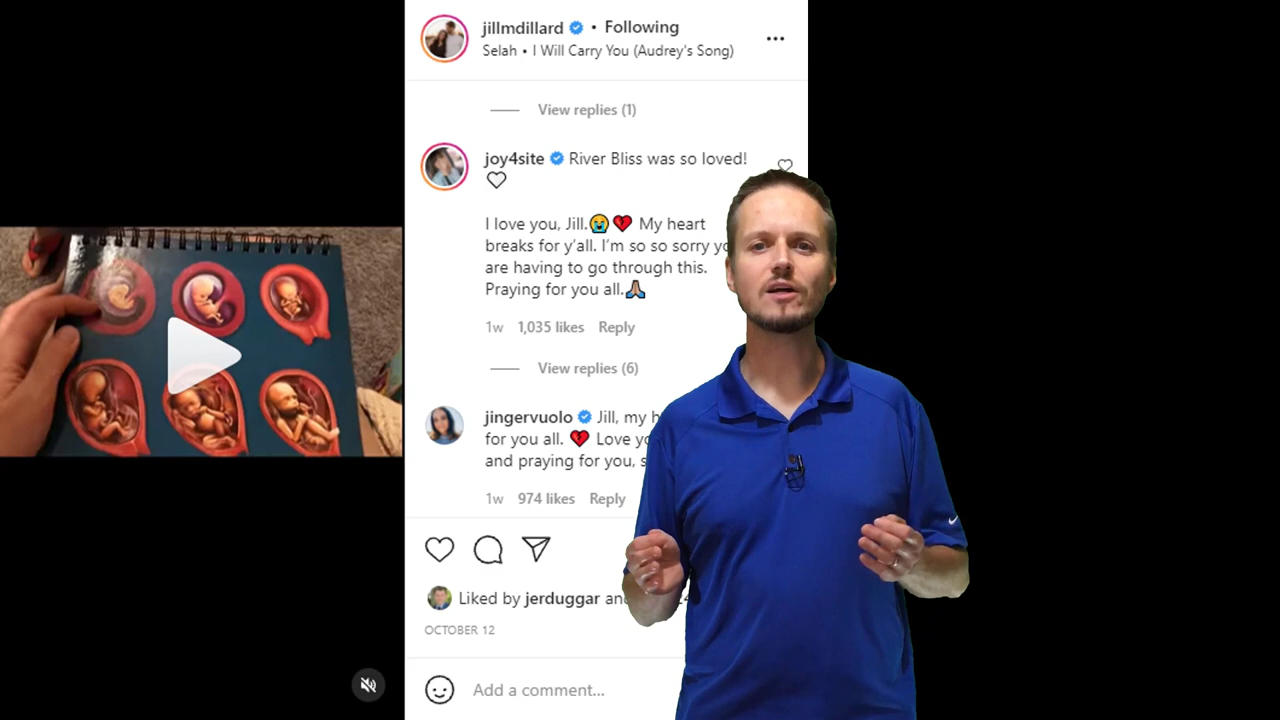 jillmdillard • Following
Selah • I Will Carry You (Audrey's Song)
View replies (1)
joy4site River Bliss was so loved!
I love you, Jill.😭💔 My heart
breaks for y'all. I'm so so sorry
are having to go through this.
Praying for you all.🙏🏽
1w 1,035 likes Reply
View replies (6)
jingervuolo Jill, my
for you all. 💔 Love
and praying for you,
1w 974 likes Reply
Liked by jerduggar
OCTOBER 12
Add a comment...